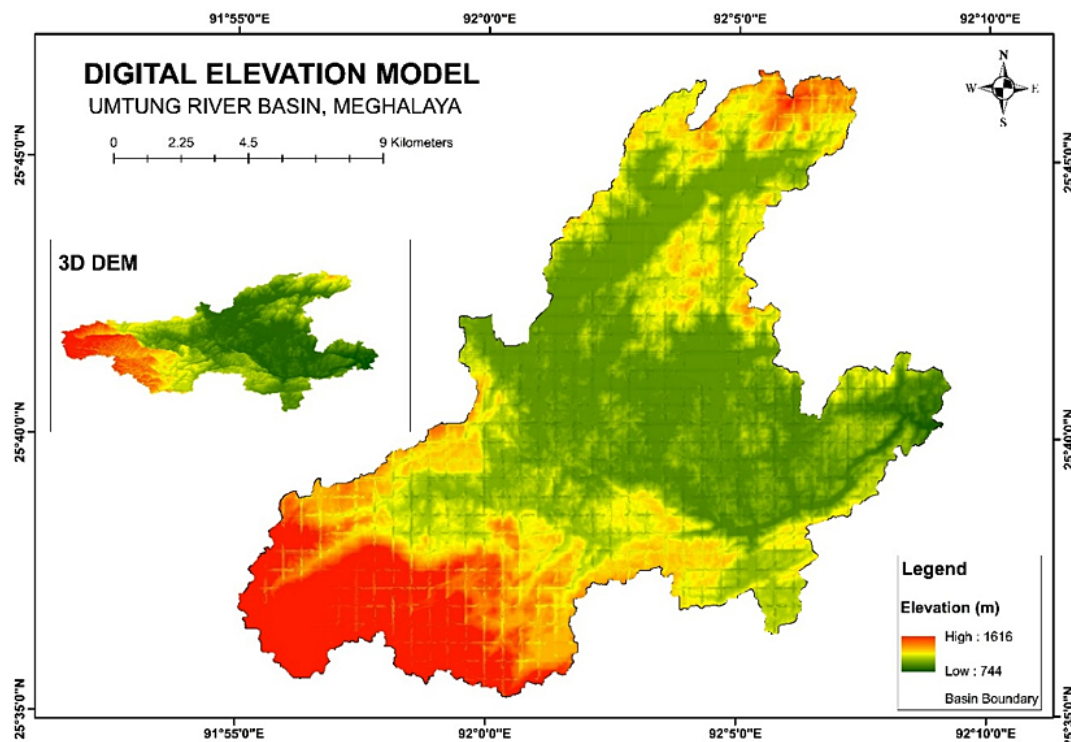 91°55'0"E 92°0'0"E 92°5'0"E 92°10'0"E
DIGITAL ELEVATION MODEL
UMTUNG RIVER BASIN, MEGHALAYA
0 2.25 4.5 9 Kilometers
N
W E
S
25°45'0"N 25°45'0"N
3D DEM
25°40'0"N 25°40'0"N
Legend
Elevation (m)
High : 1616
Low : 744
Basin Boundary
25°35'0"N 25°35'0"N
91°55'0"E 92°0'0"E 92°5'0"E 92°10'0"E